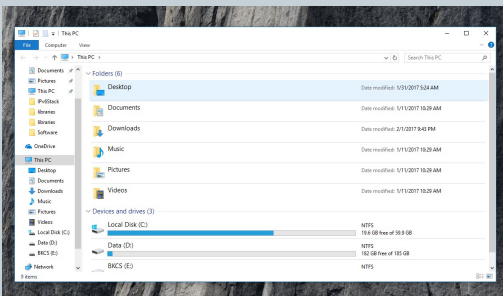 This PC
File Computer View
This PC
Search This PC
Documents
Pictures
This PC
IPv6Stack
libraries
libraries
Software
OneDrive
This PC
Desktop
Documents
Downloads
Music
Pictures
Videos
Local Disk (C:)
Data (D:)
BKCS (E:)
Network
Folders (6)
Desktop Date modified: 1/31/2017 5:24 AM
Documents Date modified: 1/11/2017 10:29 AM
Downloads Date modified: 2/1/2017 9:43 PM
Music Date modified: 1/11/2017 10:29 AM
Pictures Date modified: 1/11/2017 10:29 AM
Videos Date modified: 1/11/2017 10:29 AM
Devices and drives (3)
Local Disk (C:) NTFS
19.6 GB free of 59.9 GB
Data (D:) NTFS
182 GB free of 185 GB
BKCS (E:) NTFS
9 items